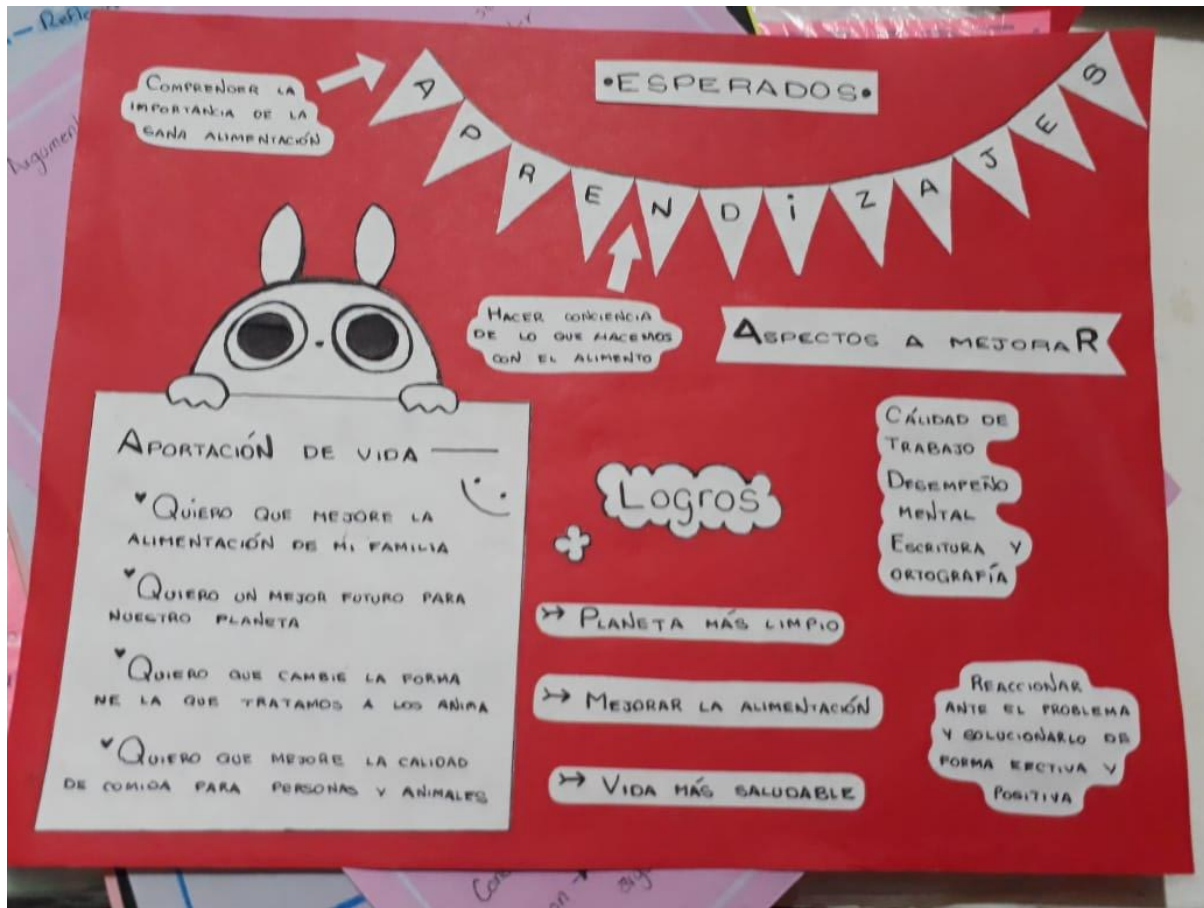 Reflex
Argumen
COMPRENDER LA
IMPORTANCIA DE LA
SANA ALIMENTACIÓN
APRENDIZAJES
•ESPERADOS•
HACER CONCIENCIA
DE LO QUE HACEMOS
CON EL ALIMENTO
ASPECTOS A MEJORAR
CÁLIDAD DE
TRABAJO
DESEMPEÑO
MENTAL
ESCRITURA Y
ORTOGRAFÍA
REACCIONAR
ANTE EL PROBLEMA
Y SOLUCIONARLO DE
FORMA EFECTIVA Y
POSITIVA
APORTACIÓN DE VIDA
QUIERO QUE MEJORE LA
ALIMENTACIÓN DE MI FAMILIA
QUIERO UN MEJOR FUTURO PARA
NUESTRO PLANETA
QUIERO QUE CAMBIE LA FORMA
NE LA QUE TRATAMOS A LOS ANIMA
QUIERO QUE MEJORE LA CALIDAD
DE COMIDA PARA PERSONAS Y ANIMALES
Logros
PLANETA MÁS LIMPIO
MEJORAR LA ALIMENTACIÓN
VIDA MÁS SALUDABLE